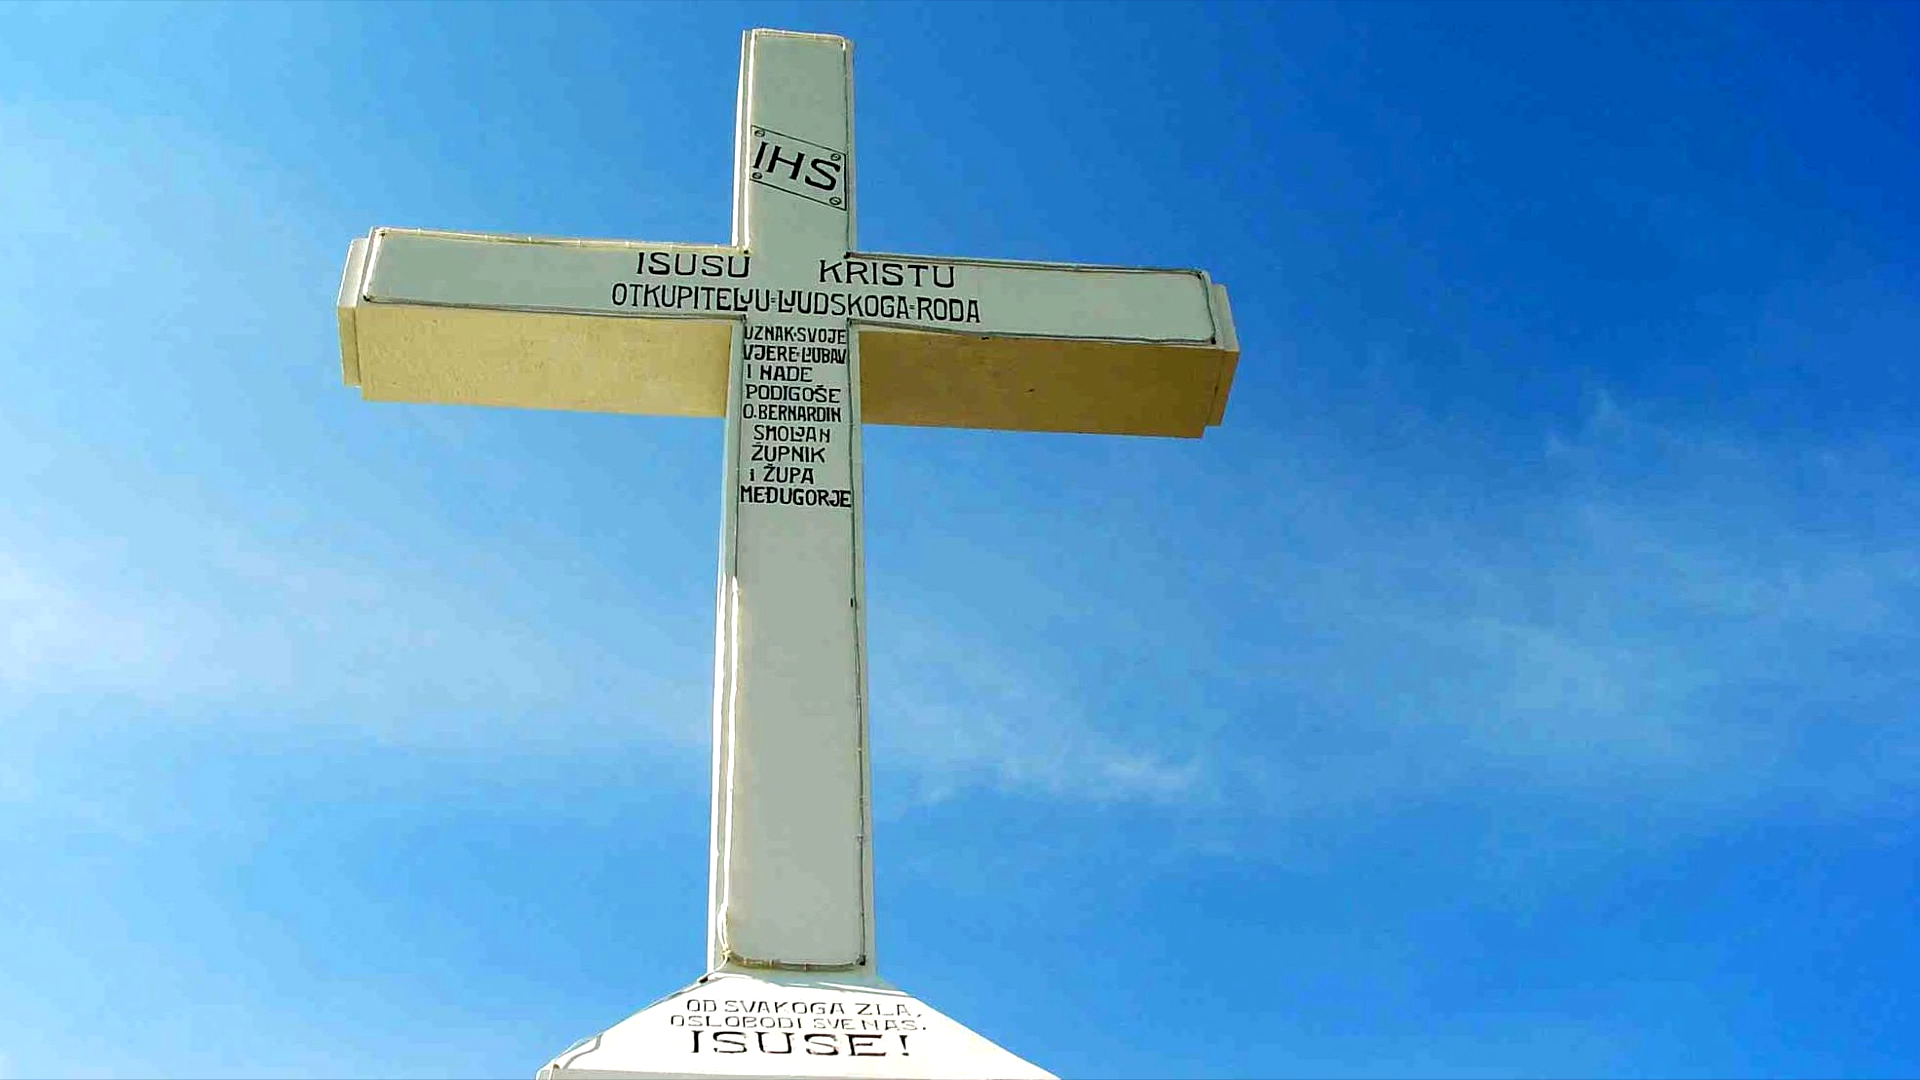 IHS
ISUSU KRISTU
OTKUPITELJU=LJUDSKOGA=RODA
UZNAK·SVOJE
VJERE·LJUBAV
I NADE
PODIGOŠE
O. BERNARDIN
SMOLJAN
ŽUPNIK
i ŽUPA
MEĐUGORJE
OD SVAKOGA ZLA,
OSLOBODI SVE NAS.
ISUSE!